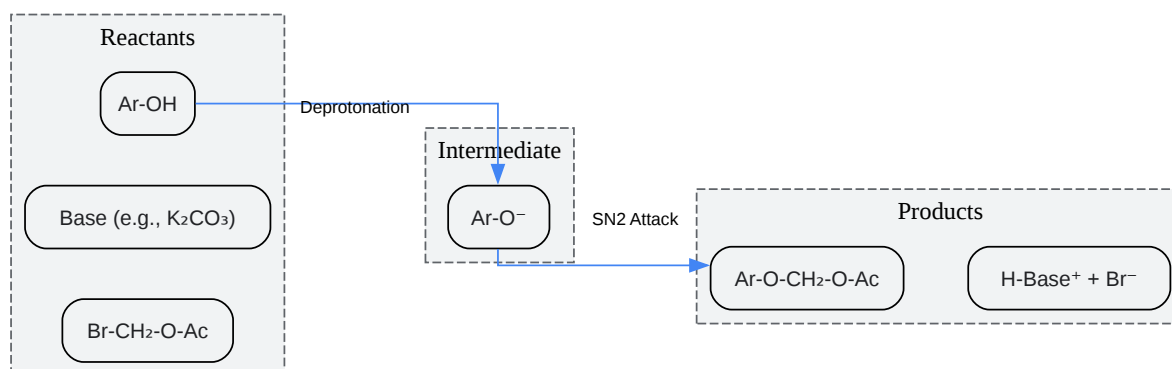 Reactants
Ar-OH
Base (e.g., K₂CO₃)
Br-CH₂-O-Ac
Deprotonation
Intermediate
Ar-O⁻
SN2 Attack
Products
Ar-O-CH₂-O-Ac
H-Base⁺ + Br⁻